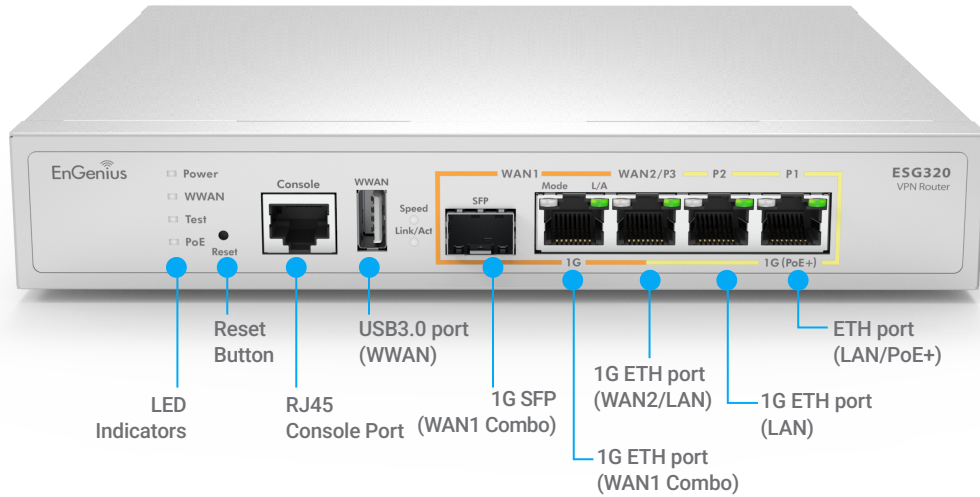 EnGenius
Power
WWAN
Test
PoE
Reset
Console
WWAN
Speed
Link/Act
WAN1
WAN2/P3
P2
P1
SFP
Mode
L/A
1G
1G (PoE+)
ESG320
VPN Router
Reset
Button
USB3.0 port
(WWAN)
ETH port
(LAN/PoE+)
LED
Indicators
RJ45
Console Port
1G SFP
(WAN1 Combo)
1G ETH port
(WAN2/LAN)
1G ETH port
(LAN)
1G ETH port
(WAN1 Combo)